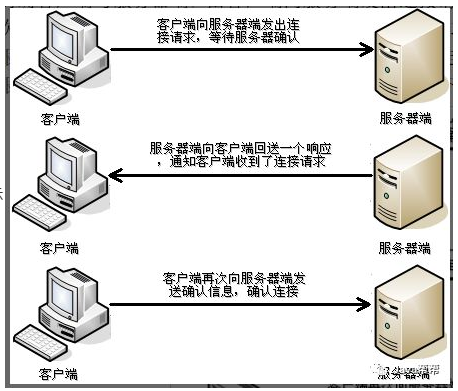 客户端向服务器端发出连
接请求，等待服务器确认
客户端
服务器端
服务器端向客户端回送一个响应
，通知客户端收到了连接请求
客户端
服务器端
客户端再次向服务器端发
送确认信息，确认连接
客户端
服务器端